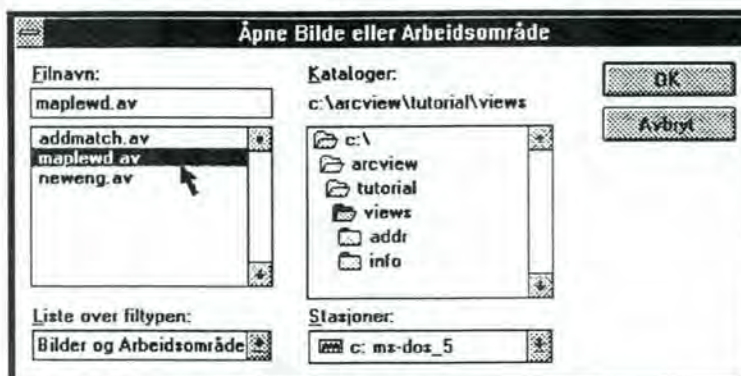 Åpne Bilde eller Arbeidsområde
Filnavn:
maplewd.av
addmatch.av
maplewd.av
neweng.av
Liste over filtypen:
Bilder og Arbeidsområde
Kataloger:
c:\arcview\tutorial\views
c:\
arcview
tutorial
views
addr
info
Stasjoner:
c: ms-dos_5
OK
Avbryt